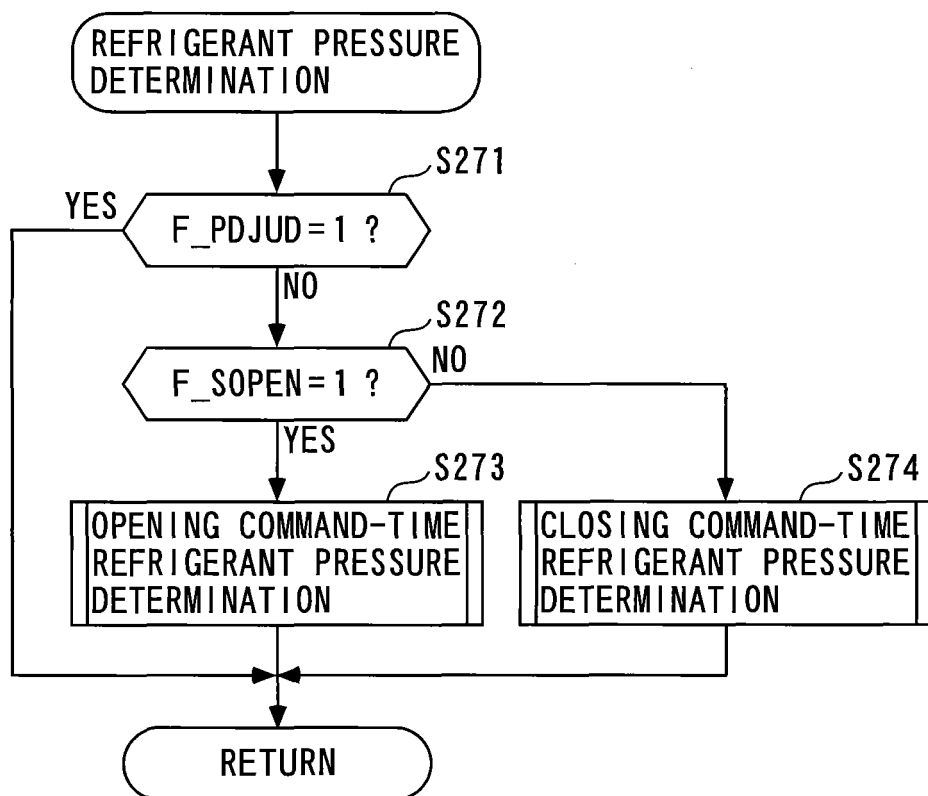 REFRIGERANT PRESSURE
DETERMINATION
S271
YES
F_PDJUD=1 ?
NO
S272
F_SOPEN=1 ?
NO
YES
S273
OPENING COMMAND-TIME
REFRIGERANT PRESSURE
DETERMINATION
S274
CLOSING COMMAND-TIME
REFRIGERANT PRESSURE
DETERMINATION
RETURN